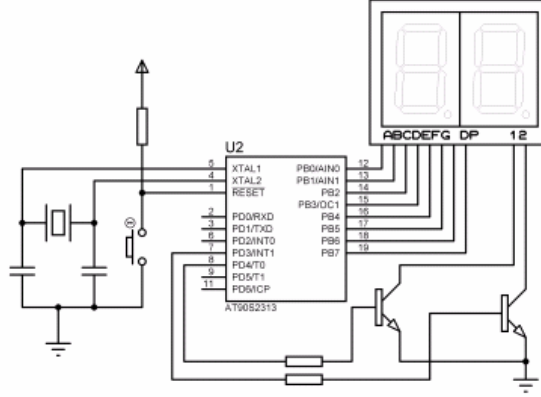 ABCDEFG DP 12
U2
5 XTAL1 PB0/AIN0 12
4 XTAL2 PB1/AIN1 13
1 RESET PB2 14
PB3/OC1 15
2 PD0/RXD PB4 16
3 PD1/TXD PB5 17
6 PD2/INT0 PB6 18
7 PD3/INT1 PB7 19
8 PD4/T0
9 PD5/T1
11 PD6/ICP
AT90S2313